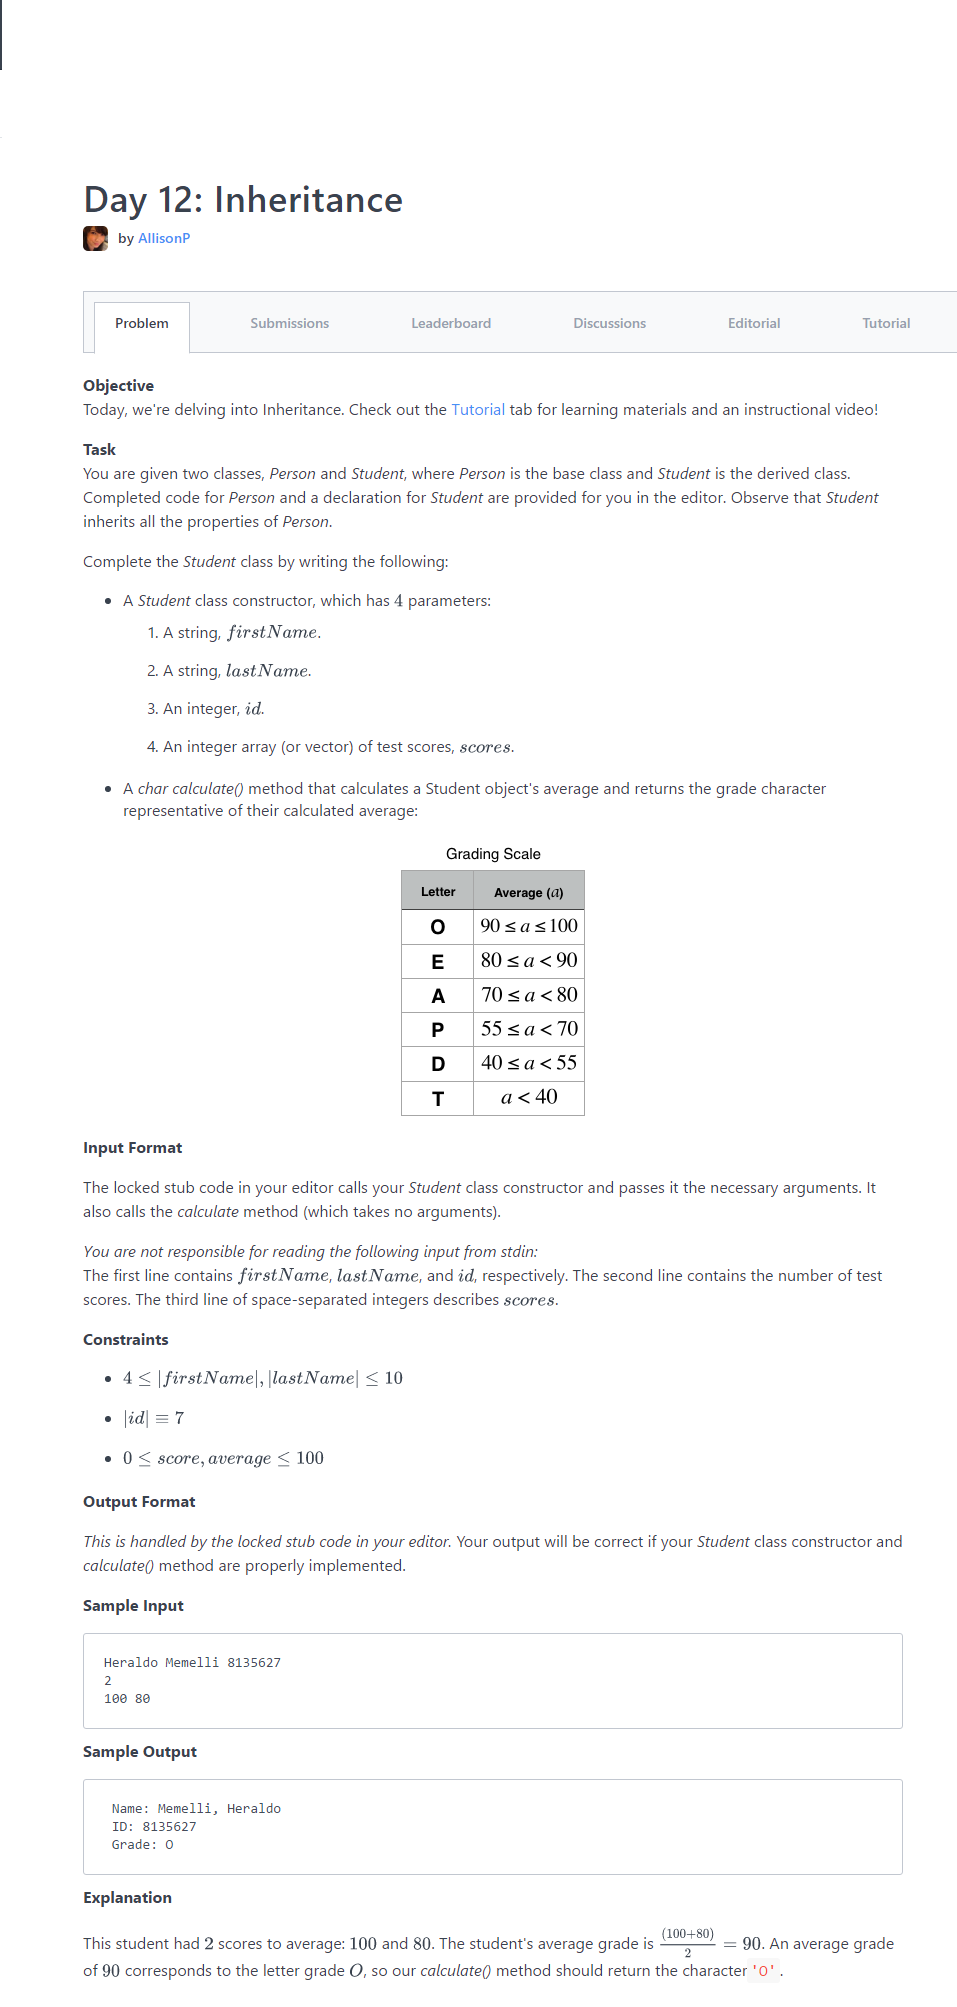 Day 12: Inheritance
by AllisonP
Problem Submissions Leaderboard Discussions Editorial Tutorial
Objective
Today, we're delving into Inheritance. Check out the Tutorial tab for learning materials and an instructional video!
Task
You are given two classes, Person and Student, where Person is the base class and Student is the derived class.
Completed code for Person and a declaration for Student are provided for you in the editor. Observe that Student
inherits all the properties of Person.
Complete the Student class by writing the following:
• A Student class constructor, which has 4 parameters:
1. A string, firstName.
2. A string, lastName.
3. An integer, id.
4. An integer array (or vector) of test scores, scores.
• A char calculate() method that calculates a Student object's average and returns the grade character
representative of their calculated average:
Grading Scale
Letter Average (a)
O 90 ≤ a ≤ 100
E 80 ≤ a < 90
A 70 ≤ a < 80
P 55 ≤ a < 70
D 40 ≤ a < 55
T a < 40
Input Format
The locked stub code in your editor calls your Student class constructor and passes it the necessary arguments. It
also calls the calculate method (which takes no arguments).
You are not responsible for reading the following input from stdin:
The first line contains firstName, lastName, and id, respectively. The second line contains the number of test
scores. The third line of space-separated integers describes scores.
Constraints
• 4 ≤ |firstName|, |lastName| ≤ 10
• |id| ≡ 7
• 0 ≤ score, average ≤ 100
Output Format
This is handled by the locked stub code in your editor. Your output will be correct if your Student class constructor and
calculate() method are properly implemented.
Sample Input
Heraldo Memelli 8135627
2
100 80
Sample Output
Name: Memelli, Heraldo
ID: 8135627
Grade: O
Explanation
This student had 2 scores to average: 100 and 80. The student's average grade is (100+80)/2 = 90. An average grade
of 90 corresponds to the letter grade O, so our calculate() method should return the character 'O'.